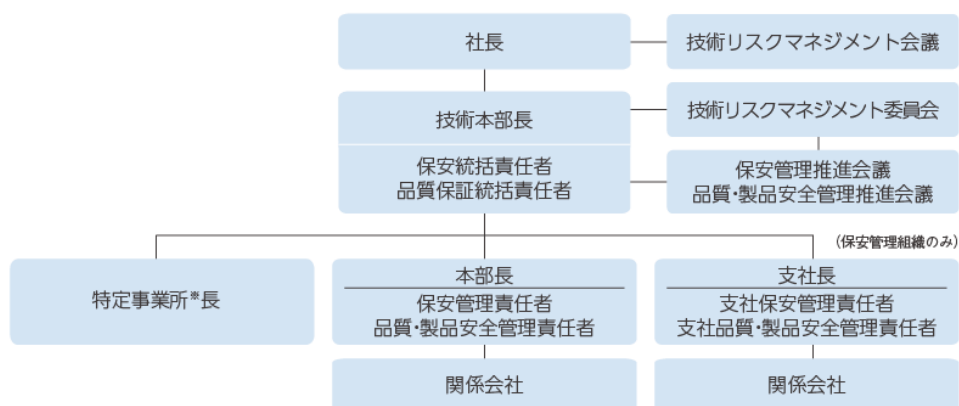 社長
技術リスクマネジメント会議
技術本部長
技術リスクマネジメント委員会
保安統括責任者
品質保証統括責任者
保安管理推進会議
品質・製品安全管理推進会議
(保安管理組織のみ)
特定事業所※長
本部長
保安管理責任者
品質・製品安全管理責任者
支社長
支社保安管理責任者
支社品質・製品安全管理責任者
関係会社
関係会社